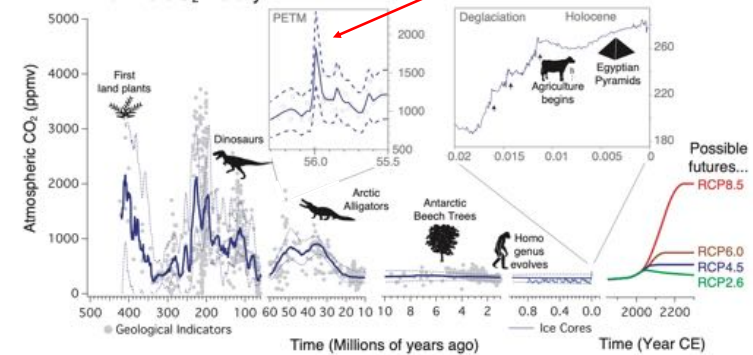 PETM
2000
1500
1000
500
56.0
55.5
Deglaciation
Holocene
260
220
180
0.02
0.015
0.01
0.005
0
Agriculture
begins
Egyptian
Pyramids
Atmospheric CO₂ (ppmv)
5000
4000
3000
2000
1000
0
First
land plants
Dinosaurs
Arctic
Alligators
Antarctic
Beech Trees
Homo
genus
evolves
Possible
futures...
RCP8.5
RCP6.0
RCP4.5
RCP2.6
500
400
300
200
100
60
50
40
30
20
10
10
8
6
4
2
0.8
0.4
0.0
2000
2200
Geological Indicators
Ice Cores
Time (Millions of years ago)
Time (Year CE)